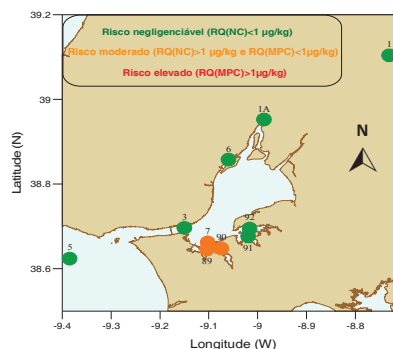 39.2
Risco negligenciável (RQ(NC)<1 µg/kg)
Risco moderado (RQ(NC)>1 µg/kg e RQ(MPC)<1µg/kg)
Risco elevado (RQ(MPC)>1µg/kg)
1
39
1A
N
6
Latitude (N)
38.8
3
92
7
90
5
89
91
38.6
-9.4
-9.3
-9.2
-9.1
-9
-8.9
-8.8
Longitude (W)